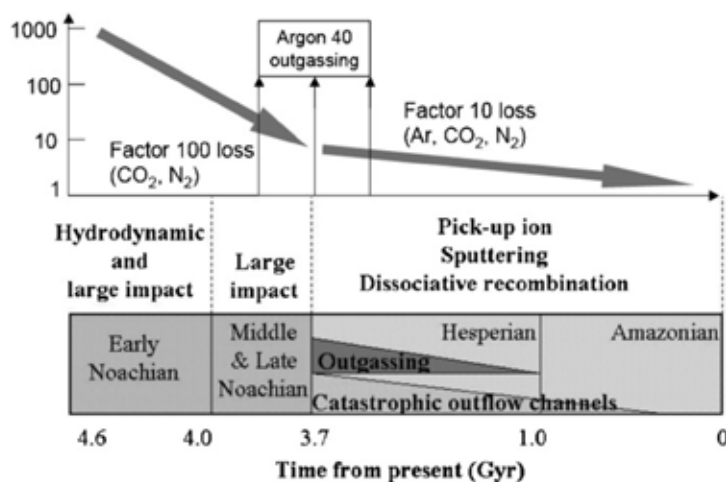 1000
100
10
1
Argon 40
outgassing
Factor 100 loss
(CO₂, N₂)
Factor 10 loss
(Ar, CO₂, N₂)
Hydrodynamic
and
large impact
Large
impact
Pick-up ion
Sputtering
Dissociative recombination
Early
Noachian
Middle
& Late
Noachian
Hesperian
Amazonian
Outgassing
Catastrophic outflow channels
4.6 4.0 3.7 1.0 0
Time from present (Gyr)